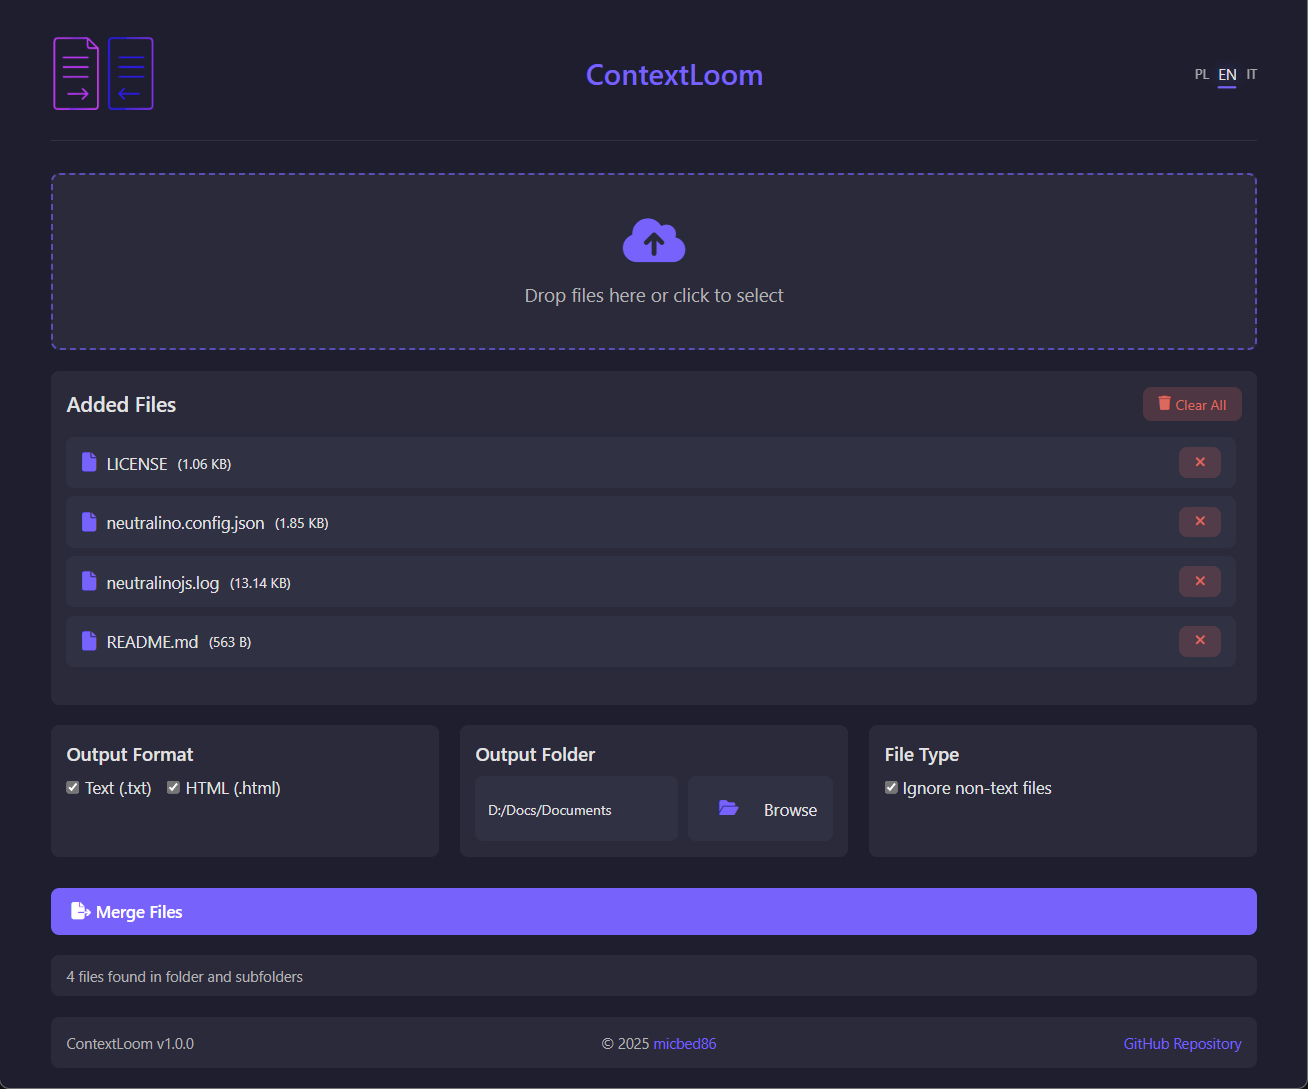 ContextLoom
PL EN IT
Drop files here or click to select
Added Files
Clear All
LICENSE (1.06 KB)
neutralino.config.json (1.85 KB)
neutralinojs.log (13.14 KB)
README.md (563 B)
Output Format
Text (.txt) HTML (.html)
Output Folder
D:/Docs/Documents
Browse
File Type
Ignore non-text files
Merge Files
4 files found in folder and subfolders
ContextLoom v1.0.0
© 2025 micbed86
GitHub Repository